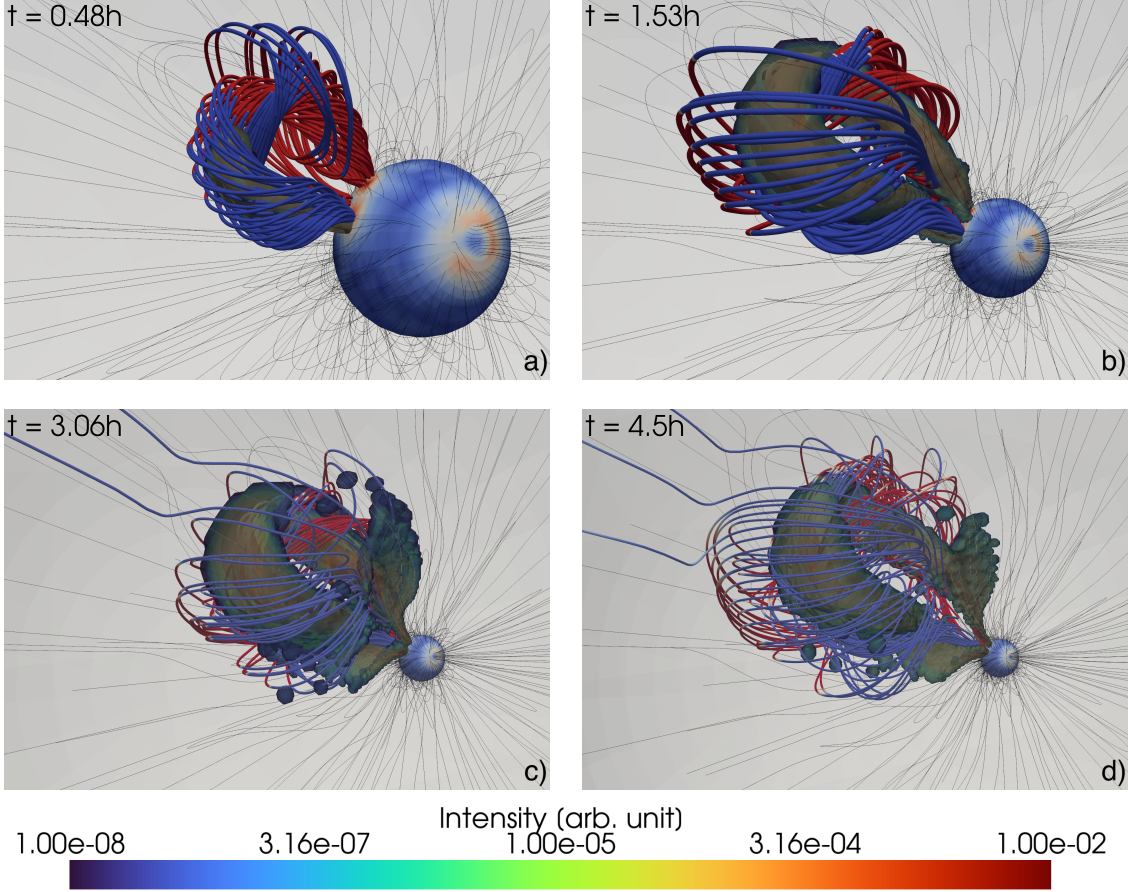 t = 0.48h
a)
t = 1.53h
b)
t = 3.06h
c)
t = 4.5h
d)
Intensity (arb. unit)
1.00e-08 3.16e-07 1.00e-05 3.16e-04 1.00e-02